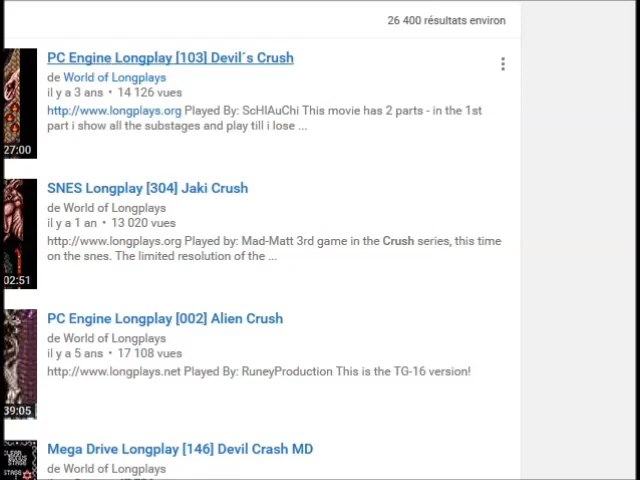 26 400 résultats environ
PC Engine Longplay [103] Devil´s Crush
de World of Longplays
il y a 3 ans • 14 126 vues
http://www.longplays.org Played By: ScHlAuChi This movie has 2 parts - in the 1st
part i show all the substages and play till i lose ...
27:00
SNES Longplay [304] Jaki Crush
de World of Longplays
il y a 1 an • 13 020 vues
http://www.longplays.org Played by: Mad-Matt 3rd game in the Crush series, this time
on the snes. The limited resolution of the ...
02:51
PC Engine Longplay [002] Alien Crush
de World of Longplays
il y a 5 ans • 17 108 vues
http://www.longplays.net Played By: RuneyProduction This is the TG-16 version!
39:05
Mega Drive Longplay [146] Devil Crash MD
de World of Longplays
STAGE
STAGE